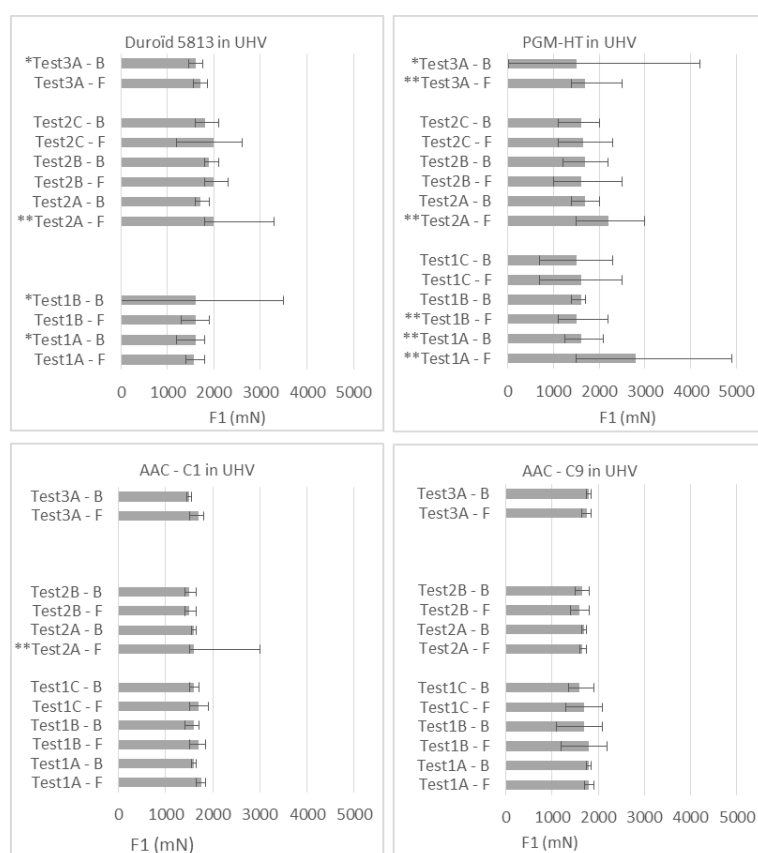 Duroïd 5813 in UHV
*Test3A - B
Test3A - F
Test2C - B
Test2C - F
Test2B - B
Test2B - F
Test2A - B
**Test2A - F
*Test1B - B
Test1B - F
*Test1A - B
Test1A - F
0 1000 2000 3000 4000 5000
F1 (mN)
PGM-HT in UHV
*Test3A - B
**Test3A - F
Test2C - B
Test2C - F
Test2B - B
Test2B - F
Test2A - B
**Test2A - F
Test1C - B
Test1C - F
Test1B - B
**Test1B - F
**Test1A - B
**Test1A - F
0 1000 2000 3000 4000 5000
F1 (mN)
AAC - C1 in UHV
Test3A - B
Test3A - F
Test2B - B
Test2B - F
Test2A - B
**Test2A - F
Test1C - B
Test1C - F
Test1B - B
Test1B - F
Test1A - B
Test1A - F
0 1000 2000 3000 4000 5000
F1 (mN)
AAC - C9 in UHV
Test3A - B
Test3A - F
Test2B - B
Test2B - F
Test2A - B
Test2A - F
Test1C - B
Test1C - F
Test1B - B
Test1B - F
Test1A - B
Test1A - F
0 1000 2000 3000 4000 5000
F1 (mN)